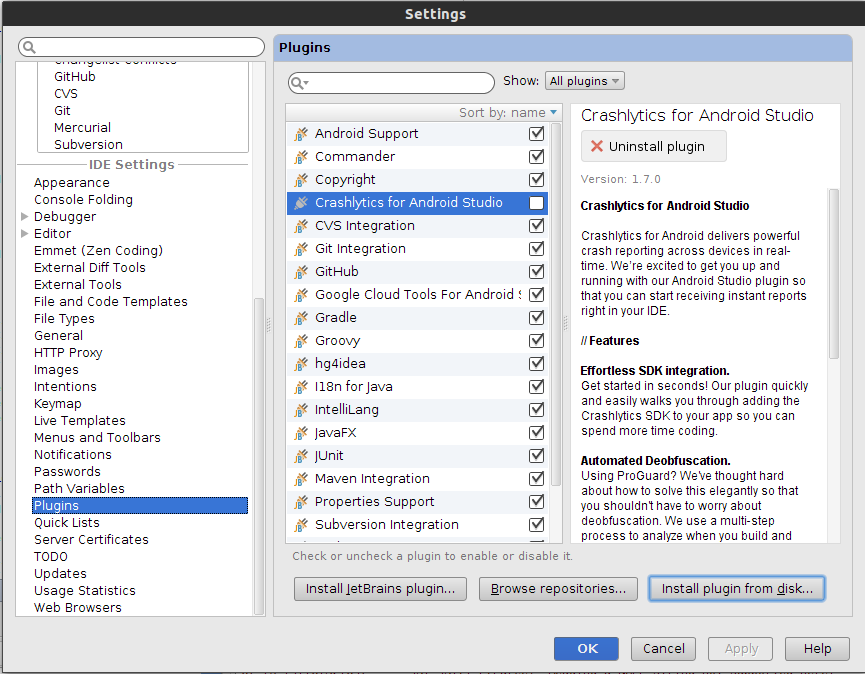 Settings
Changelist Conflicts
GitHub
CVS
Git
Mercurial
Subversion
IDE Settings
Appearance
Console Folding
Debugger
Editor
Emmet (Zen Coding)
External Diff Tools
External Tools
File and Code Templates
File Types
General
HTTP Proxy
Images
Intentions
Keymap
Live Templates
Menus and Toolbars
Notifications
Passwords
Path Variables
Plugins
Quick Lists
Server Certificates
TODO
Updates
Usage Statistics
Web Browsers
Plugins
Show: All plugins
Sort by: name
Android Support
Commander
Copyright
Crashlytics for Android Studio
CVS Integration
Git Integration
GitHub
Google Cloud Tools For Android S
Gradle
Groovy
hg4idea
I18n for Java
IntelliLang
JavaFX
JUnit
Maven Integration
Properties Support
Subversion Integration
Crashlytics for Android Studio
Uninstall plugin
Version: 1.7.0
Crashlytics for Android Studio
Crashlytics for Android delivers powerful
crash reporting across devices in real-
time. We're excited to get you up and
running with our Android Studio plugin so
that you can start receiving instant reports
right in your IDE.
// Features
Effortless SDK integration.
Get started in seconds! Our plugin quickly
and easily walks you through adding the
Crashlytics SDK to your app so you can
spend more time coding.
Automated Deobfuscation.
Using ProGuard? We've thought hard
about how to solve this elegantly so that
you shouldn't have to worry about
deobfuscation. We use a multi-step
process to analyze when you build and
Check or uncheck a plugin to enable or disable it.
Install JetBrains plugin...
Browse repositories...
Install plugin from disk...
OK
Cancel
Apply
Help